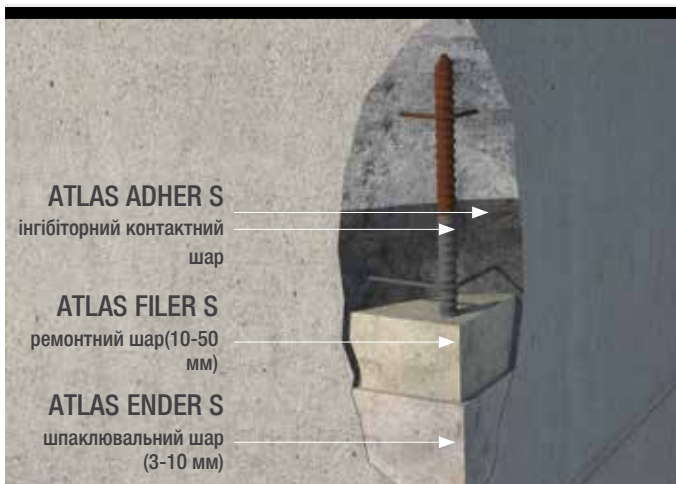 ATLAS ADHER S
інгібіторний контактний
шар
ATLAS FILER S
ремонтний шар(10-50
мм)
ATLAS ENDER S
шпаклювальний шар
(3-10 мм)